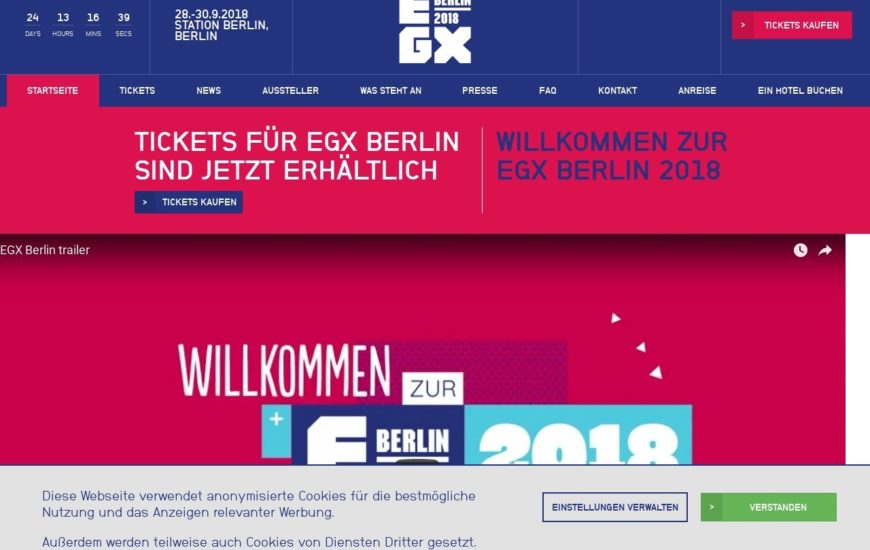 24 13 16 39
DAYS HOURS MINS SECS
28.-30.9.2018
STATION BERLIN,
BERLIN
E BERLIN
2018
GX
> TICKETS KAUFEN
STARTSEITE TICKETS NEWS AUSSTELLER WAS STEHT AN PRESSE FAQ KONTAKT ANREISE EIN HOTEL BUCHEN
TICKETS FÜR EGX BERLIN
SIND JETZT ERHÄLTLICH
> TICKETS KAUFEN
WILLKOMMEN ZUR
EGX BERLIN 2018
EGX Berlin trailer
WILLKOMMEN
ZUR
E BERLIN 2018
Diese Webseite verwendet anonymisierte Cookies für die bestmögliche
Nutzung und das Anzeigen relevanter Werbung.
Außerdem werden teilweise auch Cookies von Diensten Dritter gesetzt.
EINSTELLUNGEN VERWALTEN
> VERSTANDEN